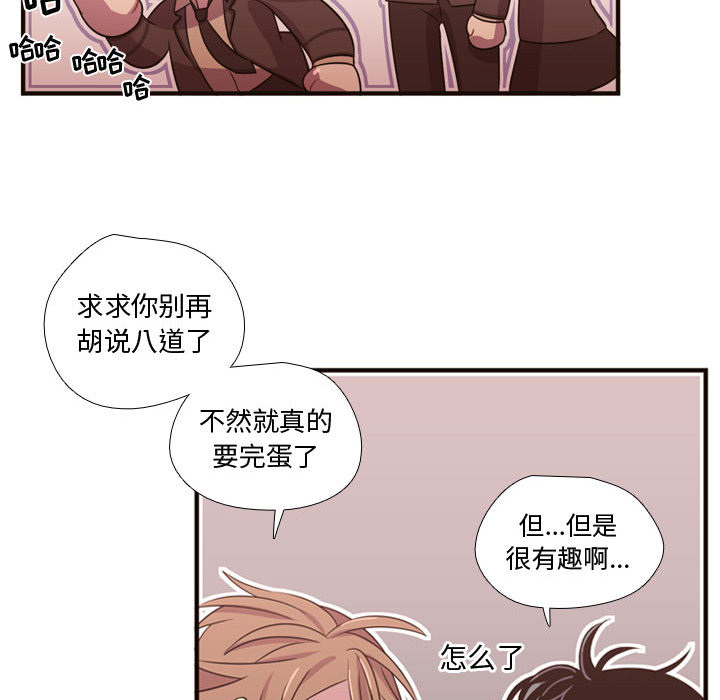 哈
哈哈
哈哈
哈
求求你别再
胡说八道了
不然就真的
要完蛋了
但...但是
很有趣啊...
怎么了